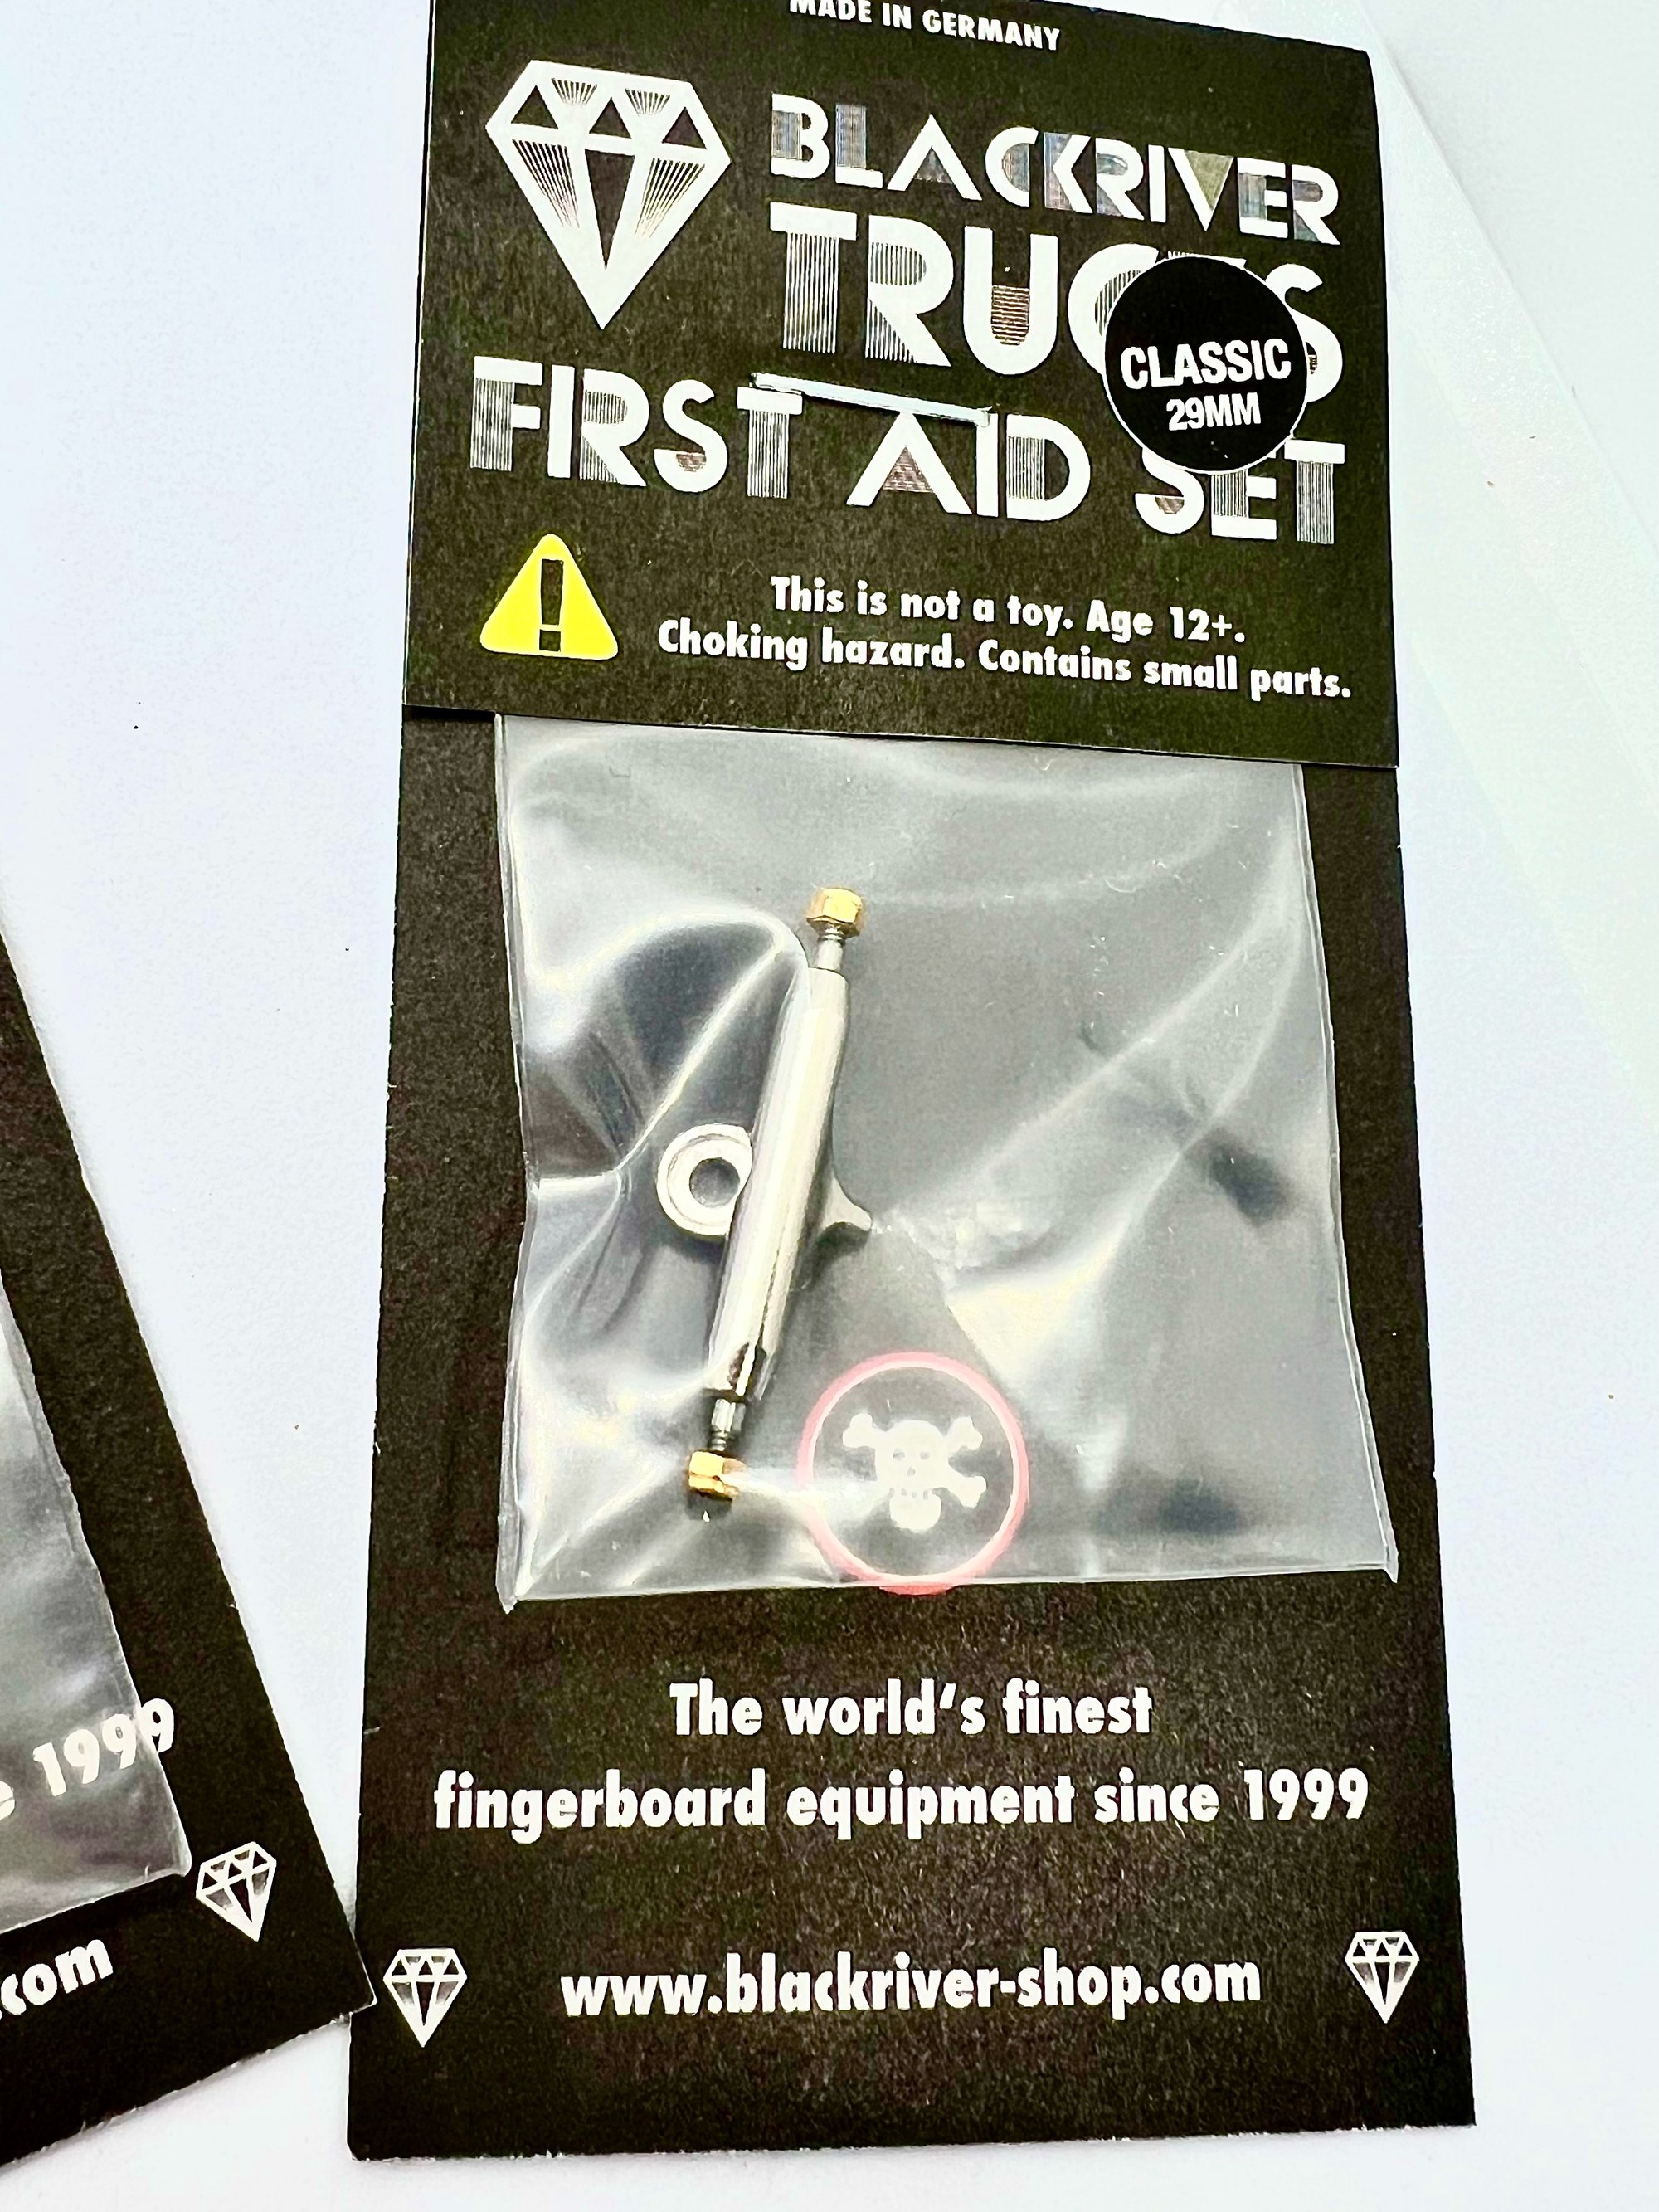 MADE IN GERMANY
BLACKRIVER
TRUCKS
CLASSIC
29MM
FIRST AID SET
This is not a toy. Age 12+.
Choking hazard. Contains small parts.
The world‘s finest
fingerboard equipment since 1999
www.blackriver-shop.com
1999
.com